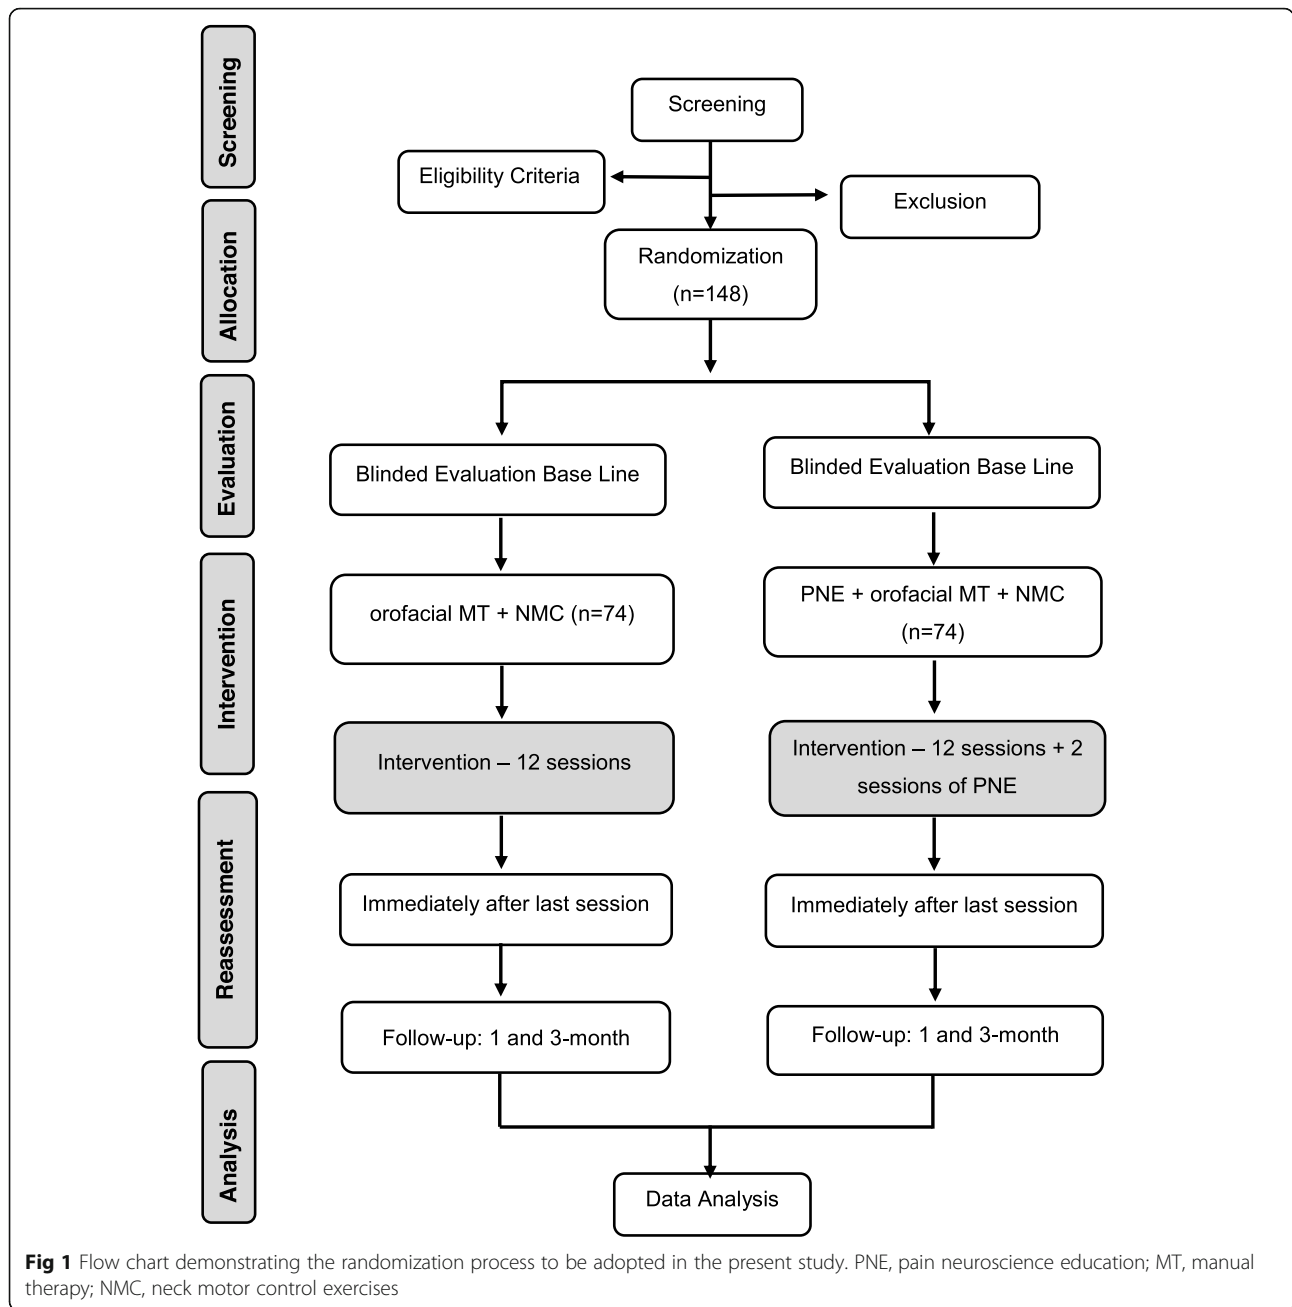 Screening
Screening
Eligibility Criteria
Exclusion
Allocation
Randomization
(n=148)
Evaluation
Blinded Evaluation Base Line
Blinded Evaluation Base Line
Intervention
orofacial MT + NMC (n=74)
PNE + orofacial MT + NMC
(n=74)
Intervention – 12 sessions
Intervention – 12 sessions + 2
sessions of PNE
Reassessment
Immediately after last session
Immediately after last session
Follow-up: 1 and 3-month
Follow-up: 1 and 3-month
Analysis
Data Analysis
Fig 1 Flow chart demonstrating the randomization process to be adopted in the present study. PNE, pain neuroscience education; MT, manual
therapy; NMC, neck motor control exercises